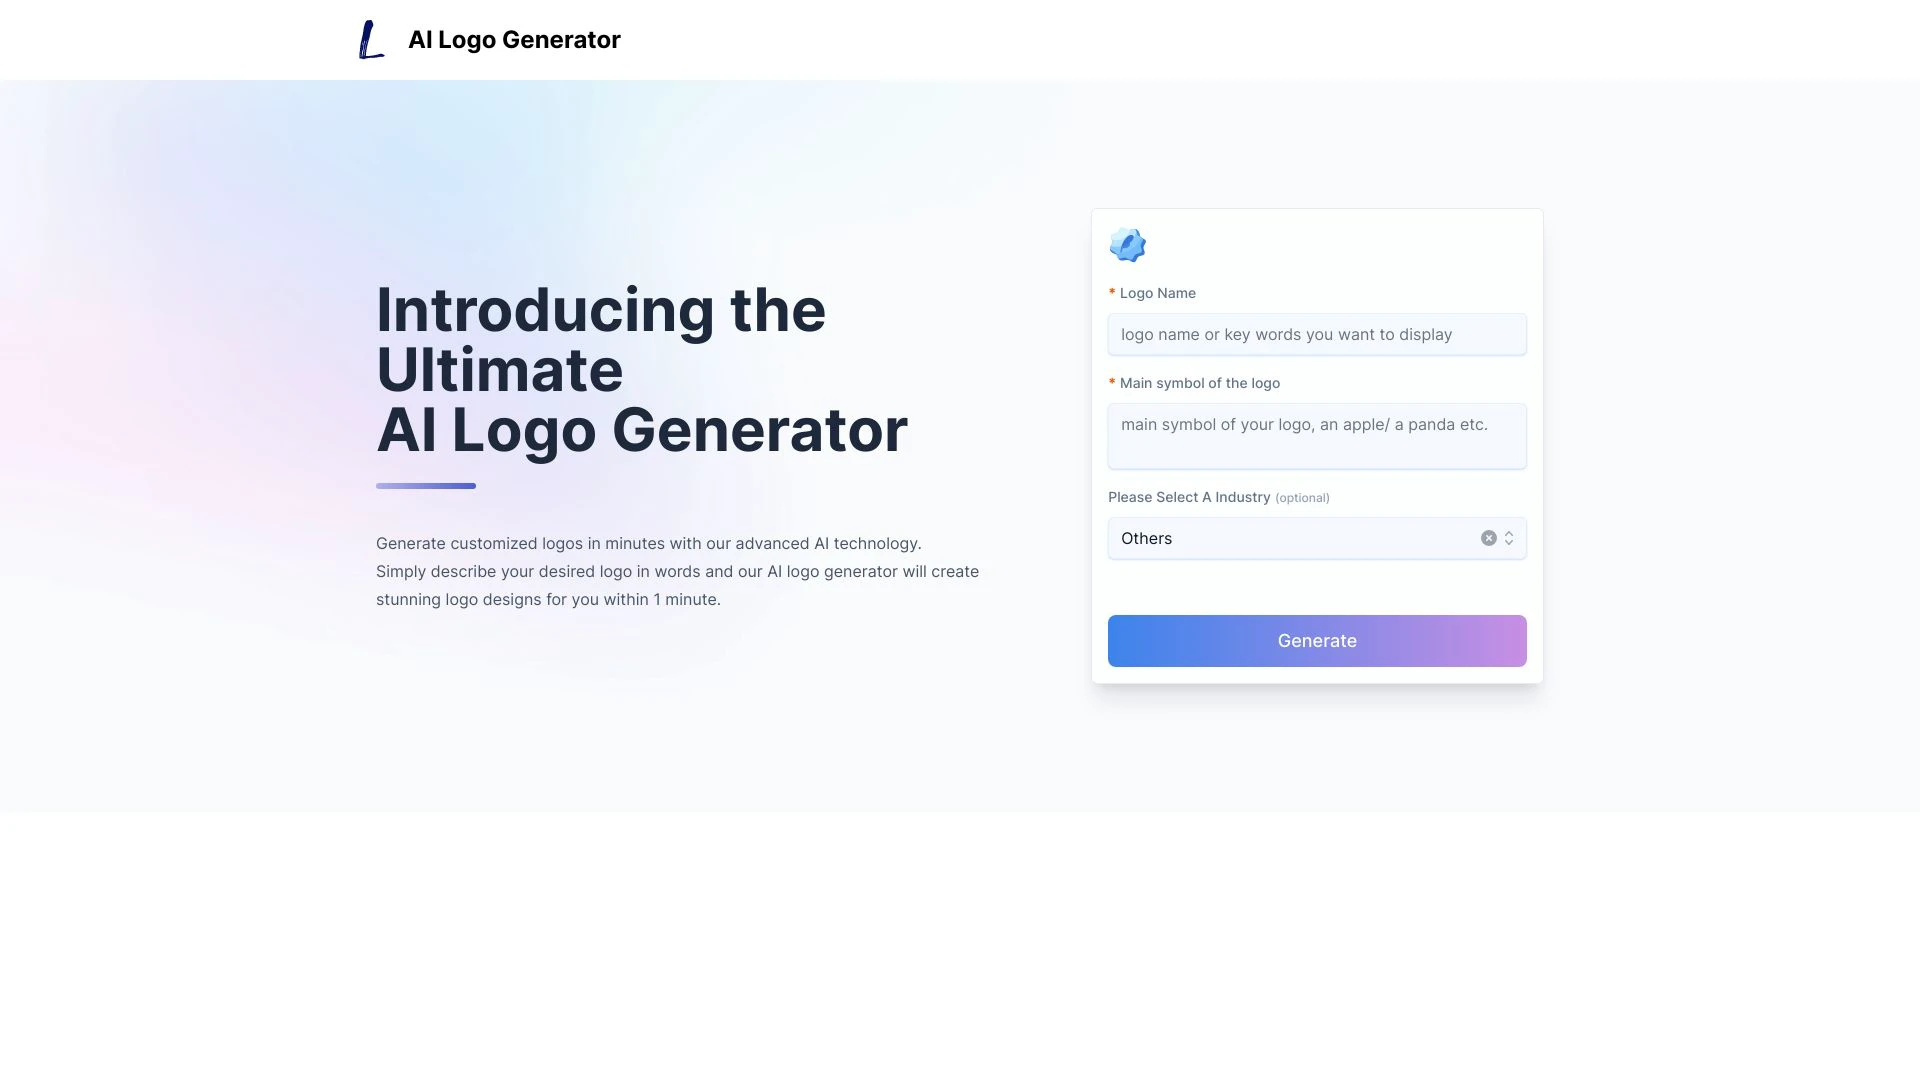 AI Logo Generator
Introducing the
Ultimate
AI Logo Generator
Generate customized logos in minutes with our advanced AI technology.
Simply describe your desired logo in words and our AI logo generator will create
stunning logo designs for you within 1 minute.
* Logo Name
logo name or key words you want to display
* Main symbol of the logo
main symbol of your logo, an apple/ a panda etc.
Please Select A Industry (optional)
Others
Generate